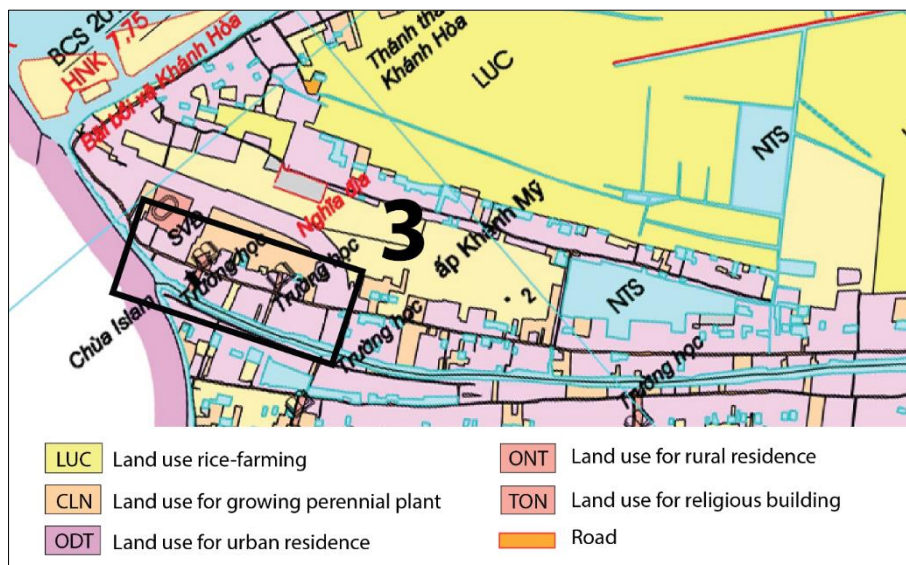 BCS 20
HNK 7,75
Bãi bồi xã Khánh Hòa
Thánh thấ
Khánh Hòa
LUC
NTS
SVĐ
Nghĩa địa
3
ấp Khánh Mỹ
Trường học
Trường học
Chùa Islam
Trường học
2
NTS
Trường học
LUC Land use rice-farming
CLN Land use for growing perennial plant
ODT Land use for urban residence
ONT Land use for rural residence
TON Land use for religious building
Road